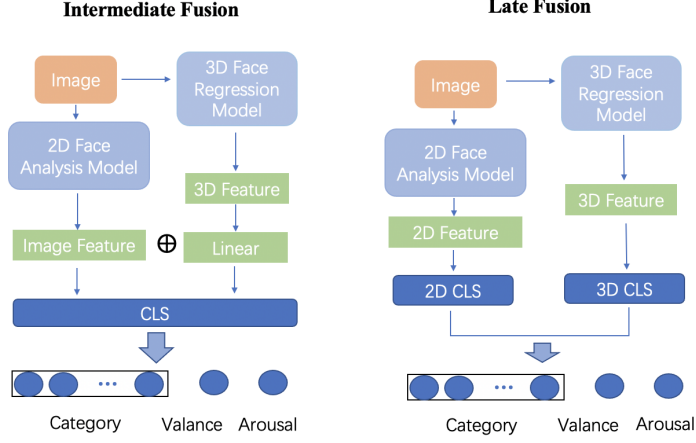 Intermediate Fusion
Image
3D Face
Regression
Model
2D Face
Analysis Model
3D Feature
Image Feature
⊕
Linear
CLS
...
Category
Valance
Arousal
Late Fusion
Image
3D Face
Regression
Model
2D Face
Analysis Model
3D Feature
2D Feature
2D CLS
3D CLS
...
Category
Valance
Arousal